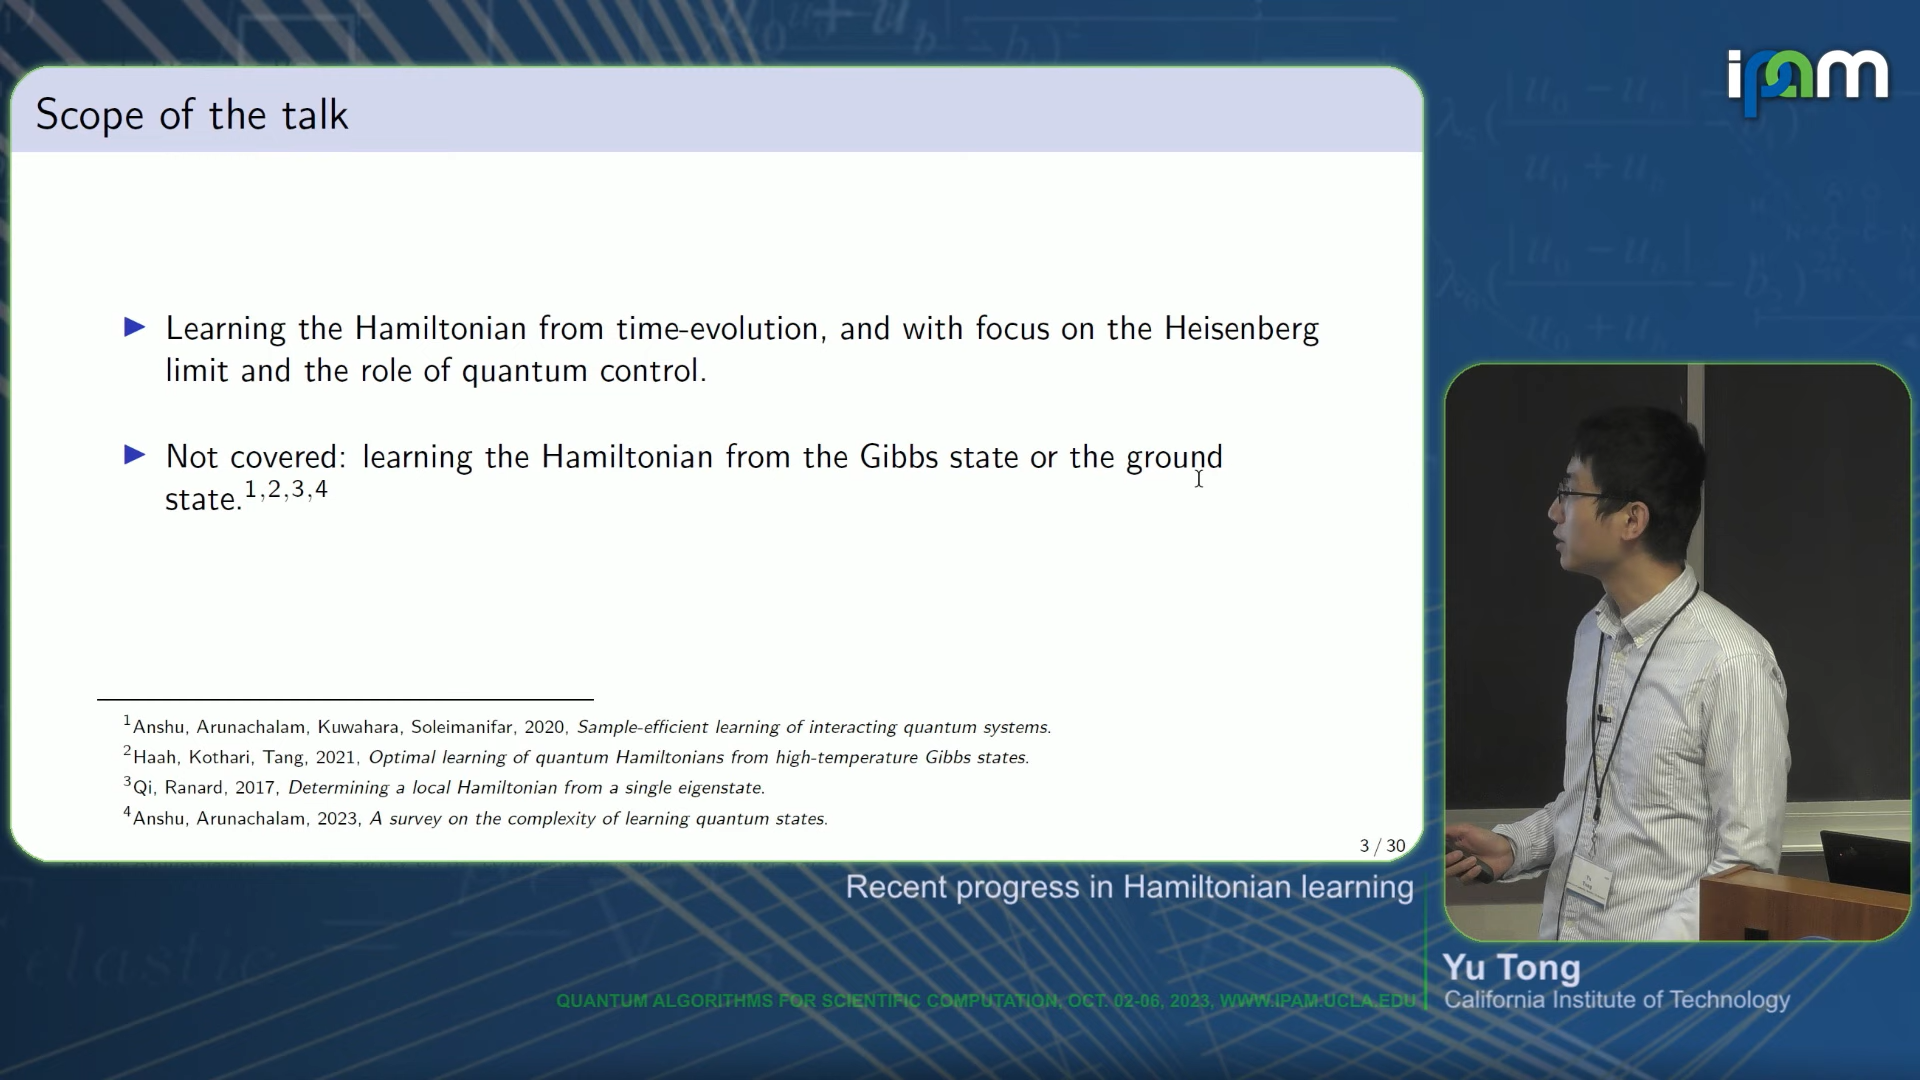 ipam
Scope of the talk
▶ Learning the Hamiltonian from time-evolution, and with focus on the Heisenberg
limit and the role of quantum control.
▶ Not covered: learning the Hamiltonian from the Gibbs state or the ground
state.1,2,3,4
1Anshu, Arunachalam, Kuwahara, Soleimanifar, 2020, Sample-efficient learning of interacting quantum systems.
2Haah, Kothari, Tang, 2021, Optimal learning of quantum Hamiltonians from high-temperature Gibbs states.
3Qi, Ranard, 2017, Determining a local Hamiltonian from a single eigenstate.
4Anshu, Arunachalam, 2023, A survey on the complexity of learning quantum states.
3 / 30
Recent progress in Hamiltonian learning
Yu Tong
California Institute of Technology
QUANTUM ALGORITHMS FOR SCIENTIFIC COMPUTATION, OCT. 02-06, 2023, WWW.IPAM.UCLA.EDU
Yu
Tong
elastic